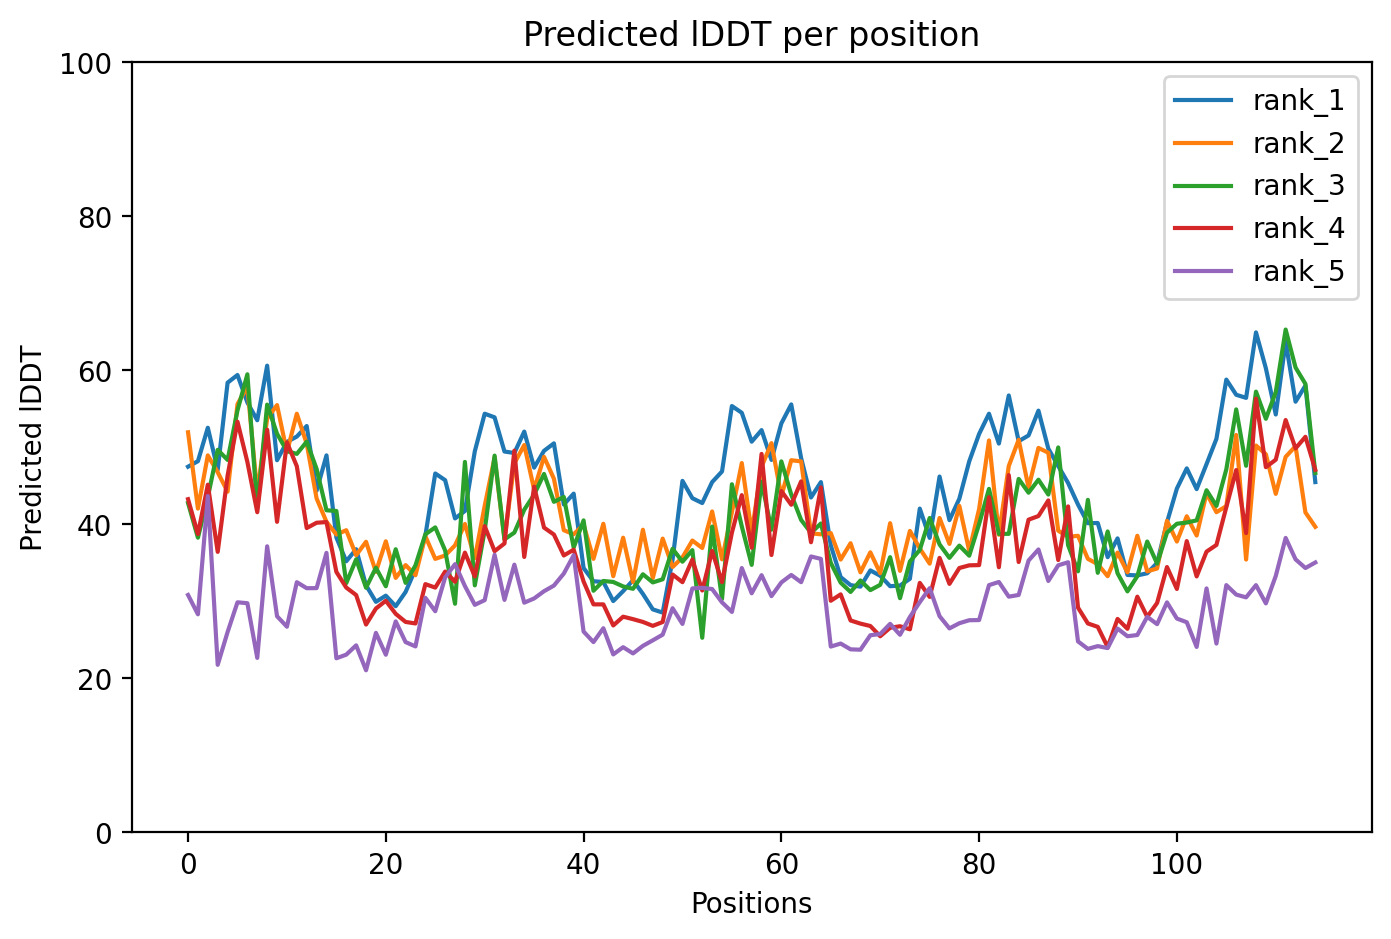 Predicted lDDT per position
100
80
60
40
20
0
Predicted lDDT
rank_1
rank_2
rank_3
rank_4
rank_5
0 20 40 60 80 100
Positions